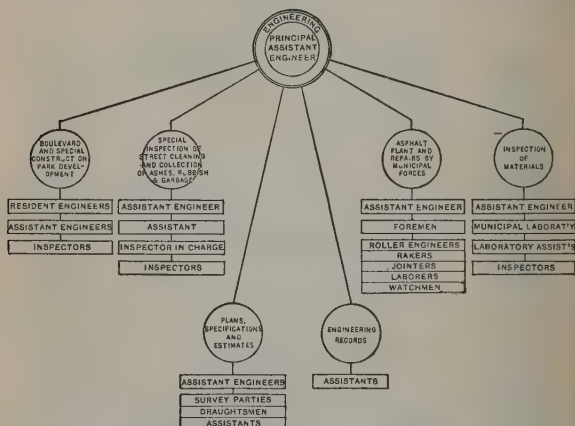 ENGINEERING
PRINCIPAL
ASSISTANT
ENGINEER
BOULEVARD
AND SPECIAL
CONSTRUCTION
PARK DEVEL-
OPMENT
RESIDENT ENGINEERS
ASSISTANT ENGINEERS
INSPECTORS
SPECIAL
INSPECTION OF
STREET CLEANING
AND COLLECTION
OF ASHES, RUBBISH
& GARBAGE
ASSISTANT ENGINEER
ASSISTANT
INSPECTOR IN CHARGE
INSPECTORS
PLANS,
SPECIFICATIONS
AND
ESTIMATES
ASSISTANT ENGINEERS
SURVEY PARTIES
DRAUGHTSMEN
ASSISTANTS
ENGINEERING
RECORDS
ASSISTANTS
ASPHALT
PLANT AND
REPAIRS BY
MUNICIPAL
FORCES
ASSISTANT ENGINEER
FOREMEN
ROLLER ENGINEERS
RAKERS
JOINTERS
LABORERS
WATCHMEN
INSPECTION
OF
MATERIALS
ASSISTANT ENGINEER
MUNICIPAL LABORAT'Y
LABORATORY ASSIST'S
INSPECTORS